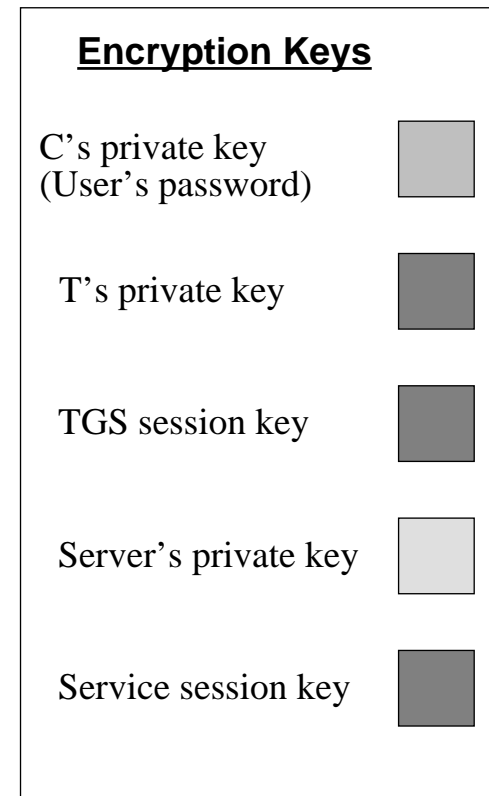 Encryption Keys
C’s private key
(User’s password)
T’s private key
TGS session key
Server’s private key
Service session key